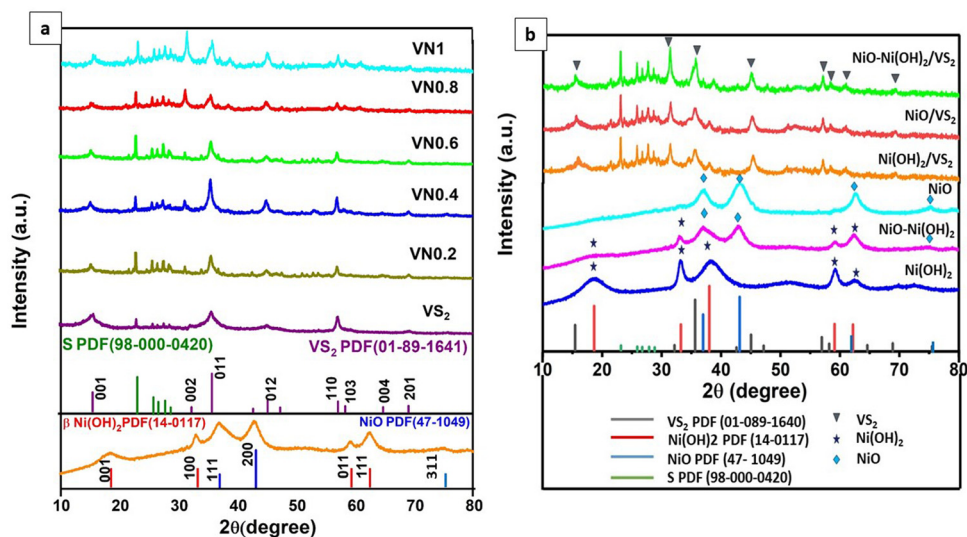 a
VN1
VN0.8
VN0.6
VN0.4
VN0.2
VS2
S PDF(98-000-0420)
VS2 PDF(01-89-1641)
001
002
011
012
110
103
004
201
β Ni(OH)2PDF(14-0117)
NiO PDF(47-1049)
001
100
111
200
011
111
311
10 20 30 40 50 60 70 80
2θ(degree)
Intensity (a.u.)
b
NiO-Ni(OH)2/VS2
NiO/VS2
Ni(OH)2/VS2
NiO
NiO-Ni(OH)2
Ni(OH)2
10 20 30 40 50 60 70 80
2θ (degree)
Intensity (a.u.)
VS2 PDF (01-089-1640)
Ni(OH)2 PDF (14-0117)
NiO PDF (47- 1049)
S PDF (98-000-0420)
VS2
Ni(OH)2
NiO